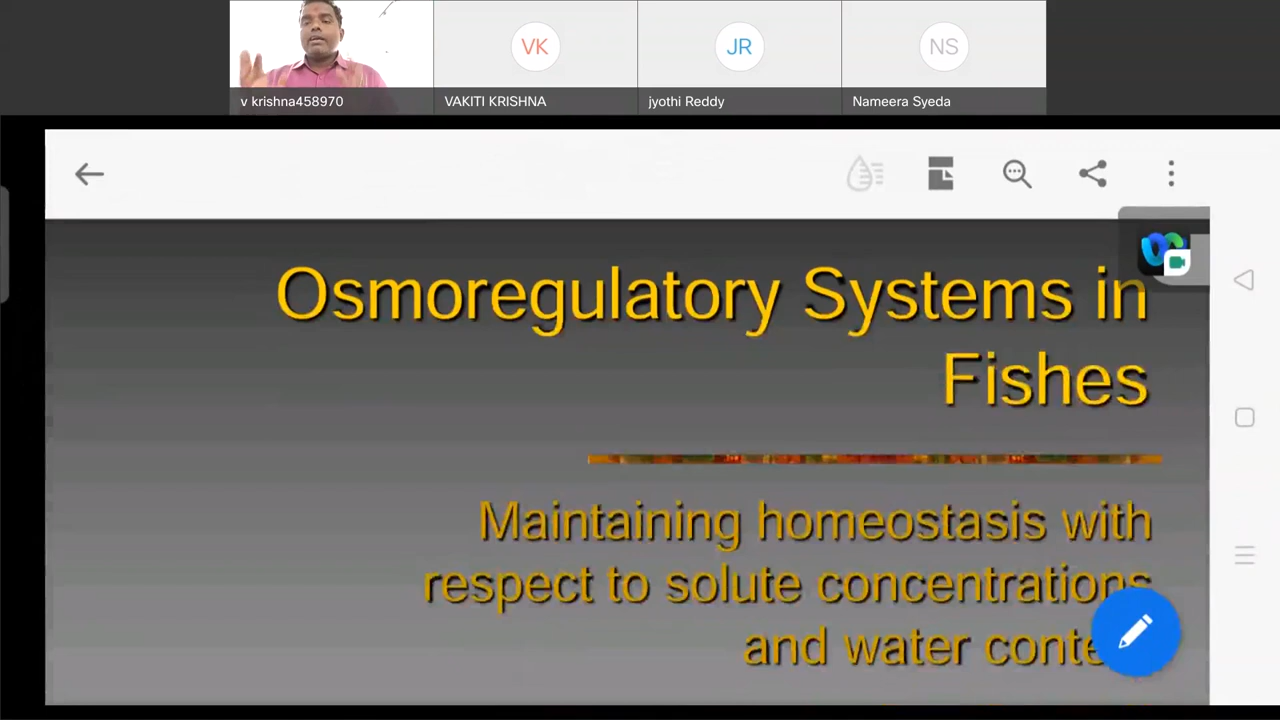 VK
JR
NS
v krishna458970
VAKITI KRISHNA
jyothi Reddy
Nameera Syeda
Osmoregulatory Systems in
Fishes
Maintaining homeostasis with
respect to solute concentrations
and water